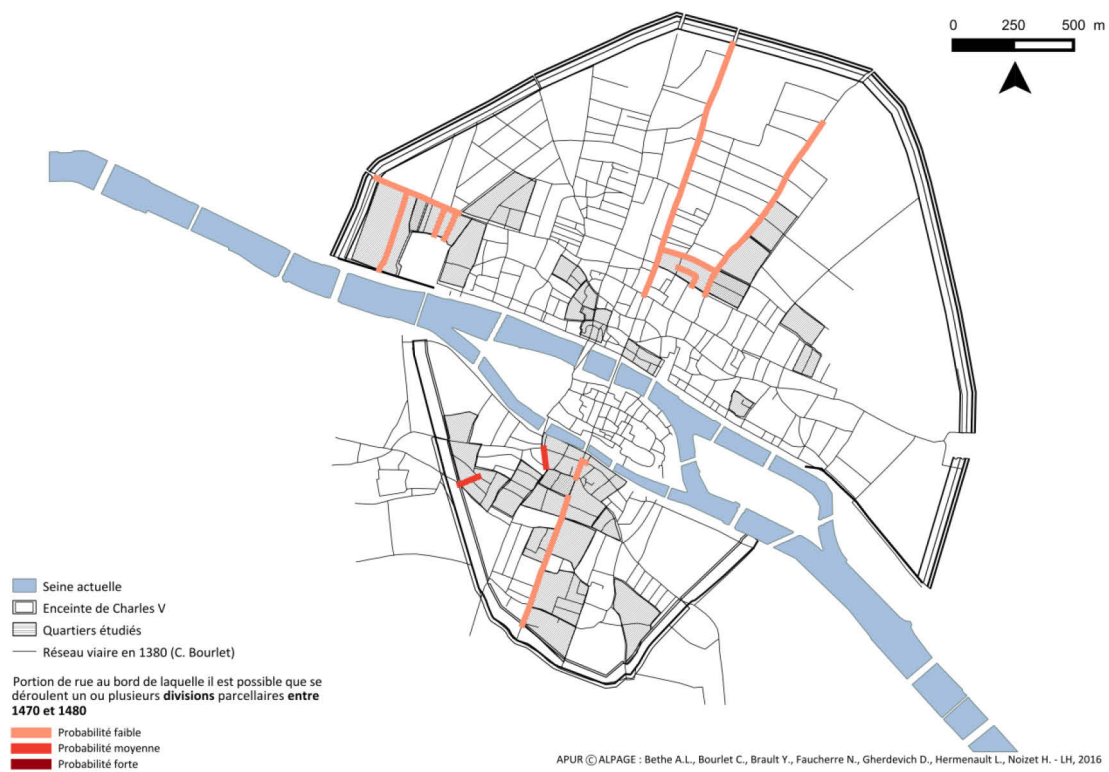 0 250 500 m
Seine actuelle
Enceinte de Charles V
Quartiers étudiés
Réseau viaire en 1380 (C. Bourlet)
Portion de rue au bord de laquelle il est possible que se
déroulent un ou plusieurs divisions parcellaires entre
1470 et 1480
Probabilité faible
Probabilité moyenne
Probabilité forte
APUR © ALPAGE : Bethe A.L., Bourlet C., Brault Y., Faucherre N., Gherdevich D., Hermenault L., Noizet H. - LH, 2016